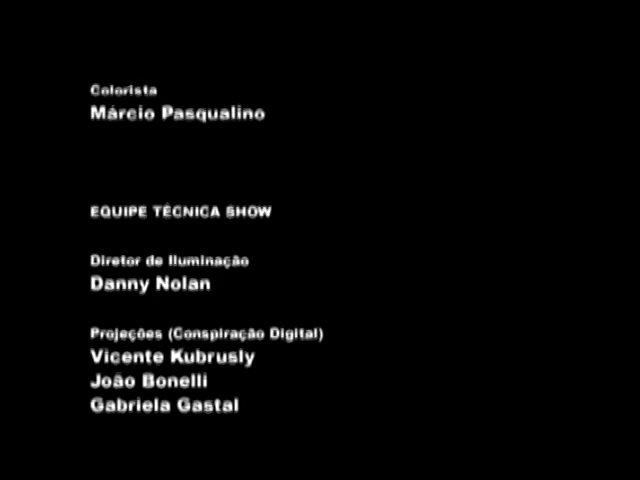 Colorista
Márcio Pasqualino
EQUIPE TÉCNICA SHOW
Diretor de Iluminação
Danny Nolan
Projeções (Conspiração Digital)
Vicente Kubrusly
João Bonelli
Gabriela Gastal